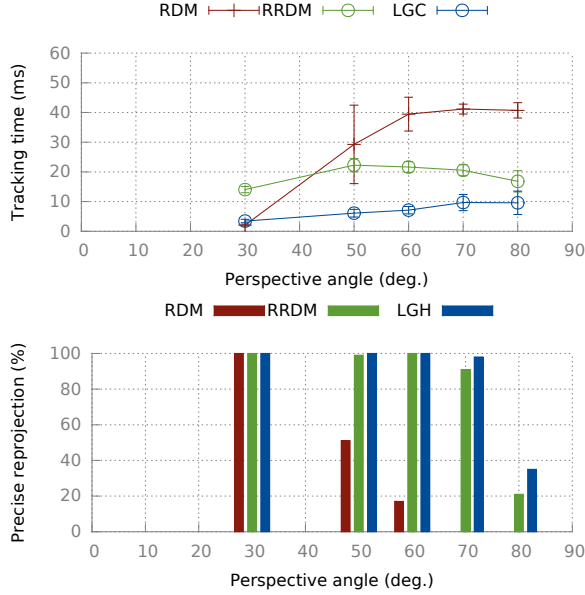 RDM RRDM LGC
60
50
40
30
20
10
0
Tracking time (ms)
0 10 20 30 40 50 60 70 80 90
Perspective angle (deg.)
RDM RRDM LGH
100
80
60
40
20
0
Precise reprojection (%)
0 10 20 30 40 50 60 70 80 90
Perspective angle (deg.)